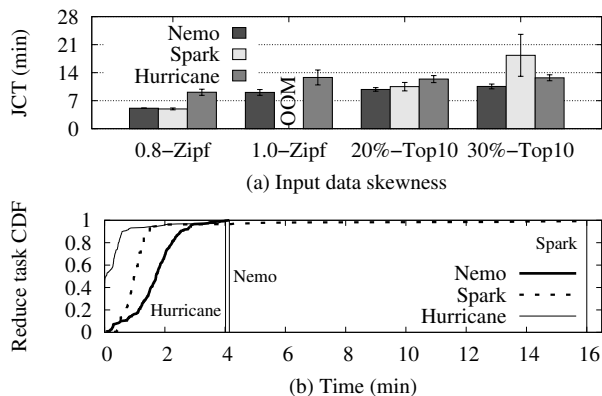 JCT (min)
21
14
7
0
Nemo
Spark
Hurricane
OOM
0.8−Zipf 1.0−Zipf 20%−Top10 30%−Top10
(a) Input data skewness
Reduce task CDF
1
0.8
0.6
0.4
0.2
0
Hurricane
Nemo
Spark
Nemo
Spark
Hurricane
0 2 4 6 8 10 12 14 16
(b) Time (min)